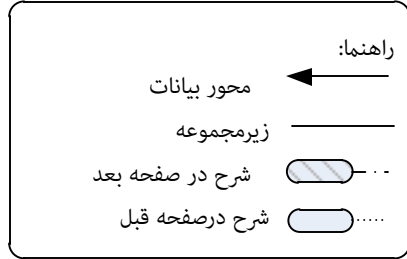 راهنما:
محور بیانات
زیرمجموعه
شرح در صفحه بعد
شرح درصفحه قبل